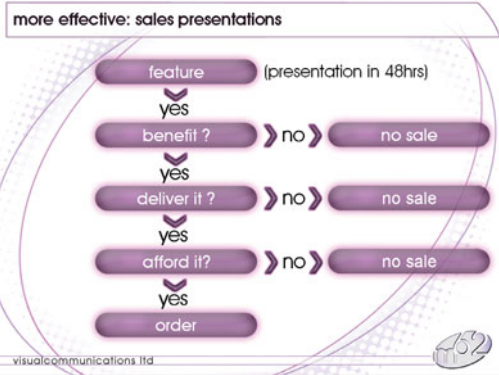 more effective: sales presentations
feature (presentation in 48hrs)
yes
benefit ? no no sale
yes
deliver it ? no no sale
yes
afford it? no no sale
yes
order
visualcommunications ltd
m62